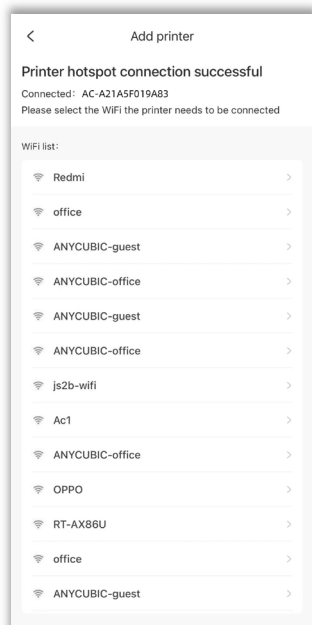 Add printer
Printer hotspot connection successful
Connected: AC-A21A5F019A83
Please select the WiFi the printer needs to be connected
WiFi list:
Redmi
office
ANYCUBIC-guest
ANYCUBIC-office
ANYCUBIC-guest
ANYCUBIC-office
js2b-wifi
Ac1
ANYCUBIC-office
OPPO
RT-AX86U
office
ANYCUBIC-guest